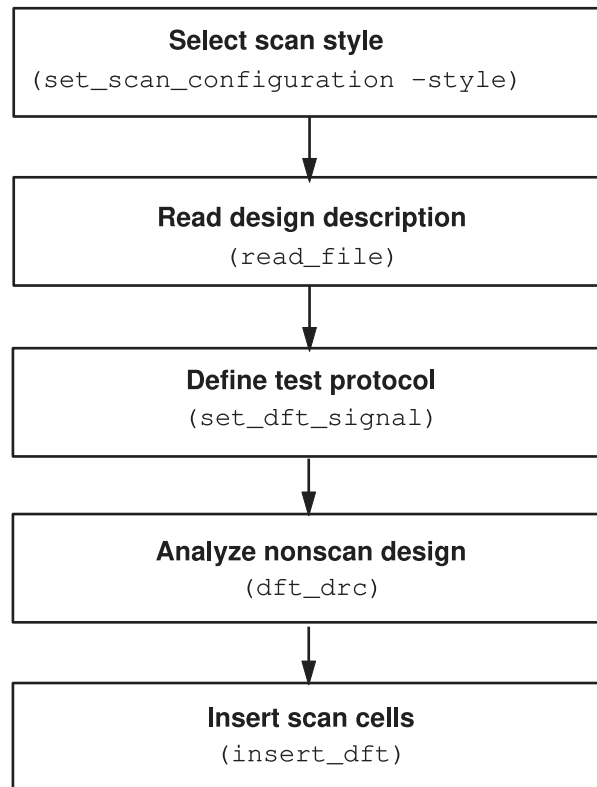 Select scan style
(set_scan_configuration –style)
Read design description
(read_file)
Define test protocol
(set_dft_signal)
Analyze nonscan design
(dft_drc)
Insert scan cells
(insert_dft)